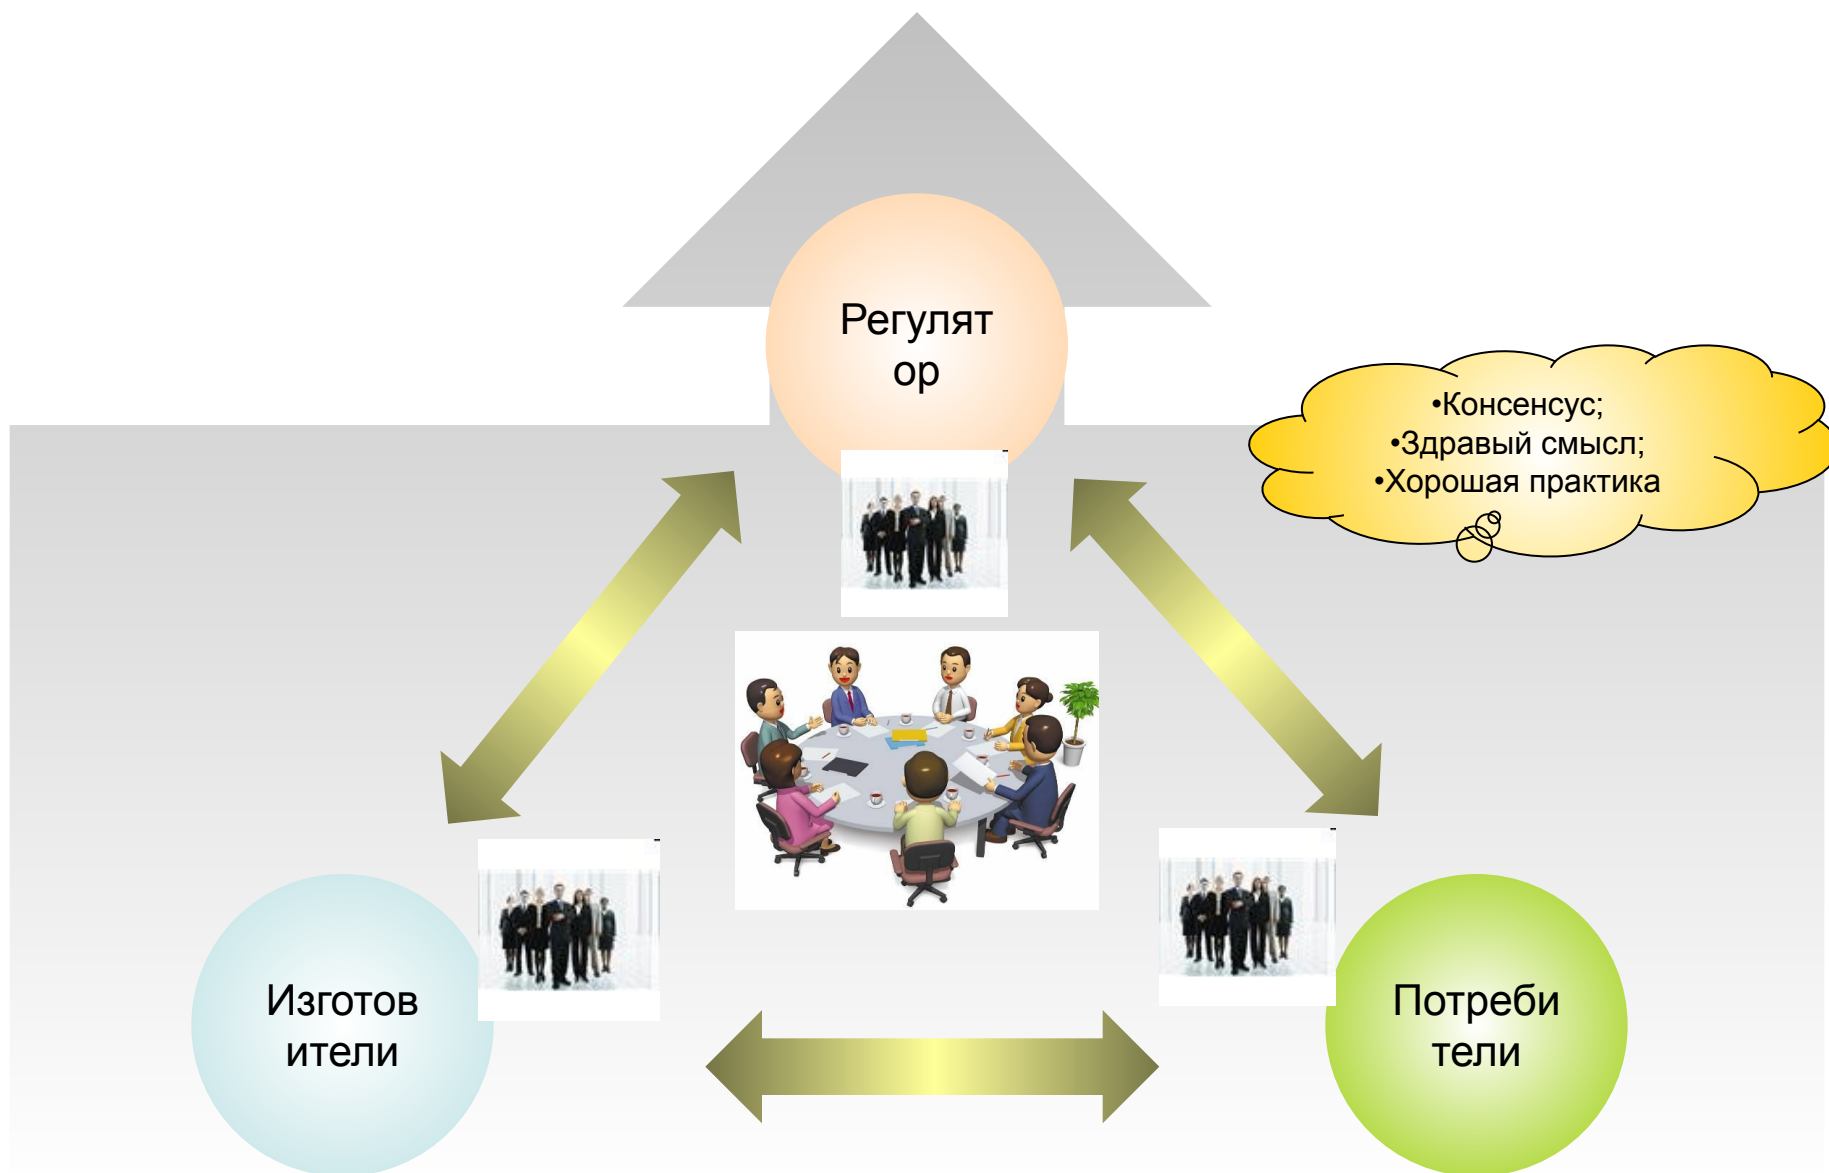 Регулят
ор
•Консенсус;
•Здравый смысл;
•Хорошая практика
Изготов
ители
Потреби
тели